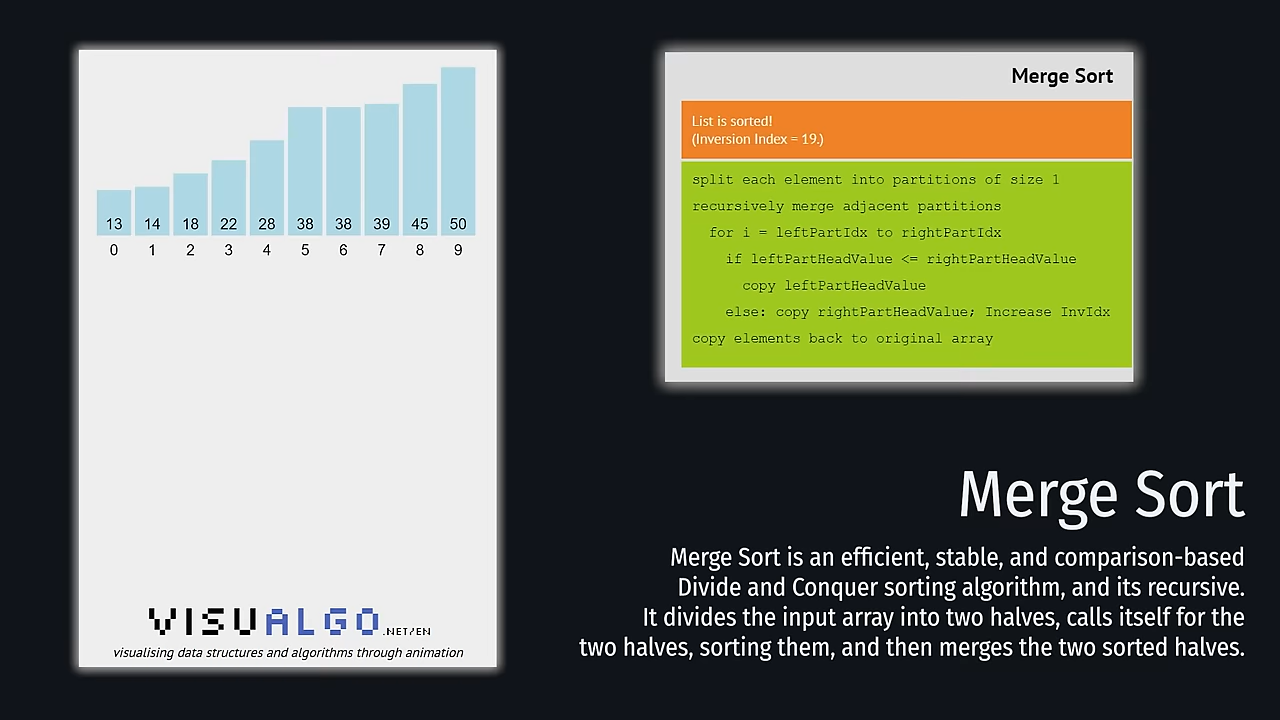 13 14 18 22 28 38 38 39 45 50
0 1 2 3 4 5 6 7 8 9
VISUALGO.NET/EN
visualising data structures and algorithms through animation
Merge Sort
List is sorted!
(Inversion Index = 19.)
split each element into partitions of size 1
recursively merge adjacent partitions
for i = leftPartIdx to rightPartIdx
if leftPartHeadValue <= rightPartHeadValue
copy leftPartHeadValue
else: copy rightPartHeadValue; Increase InvIdx
copy elements back to original array
Merge Sort
Merge Sort is an efficient, stable, and comparison-based
Divide and Conquer sorting algorithm, and its recursive.
It divides the input array into two halves, calls itself for the
two halves, sorting them, and then merges the two sorted halves.